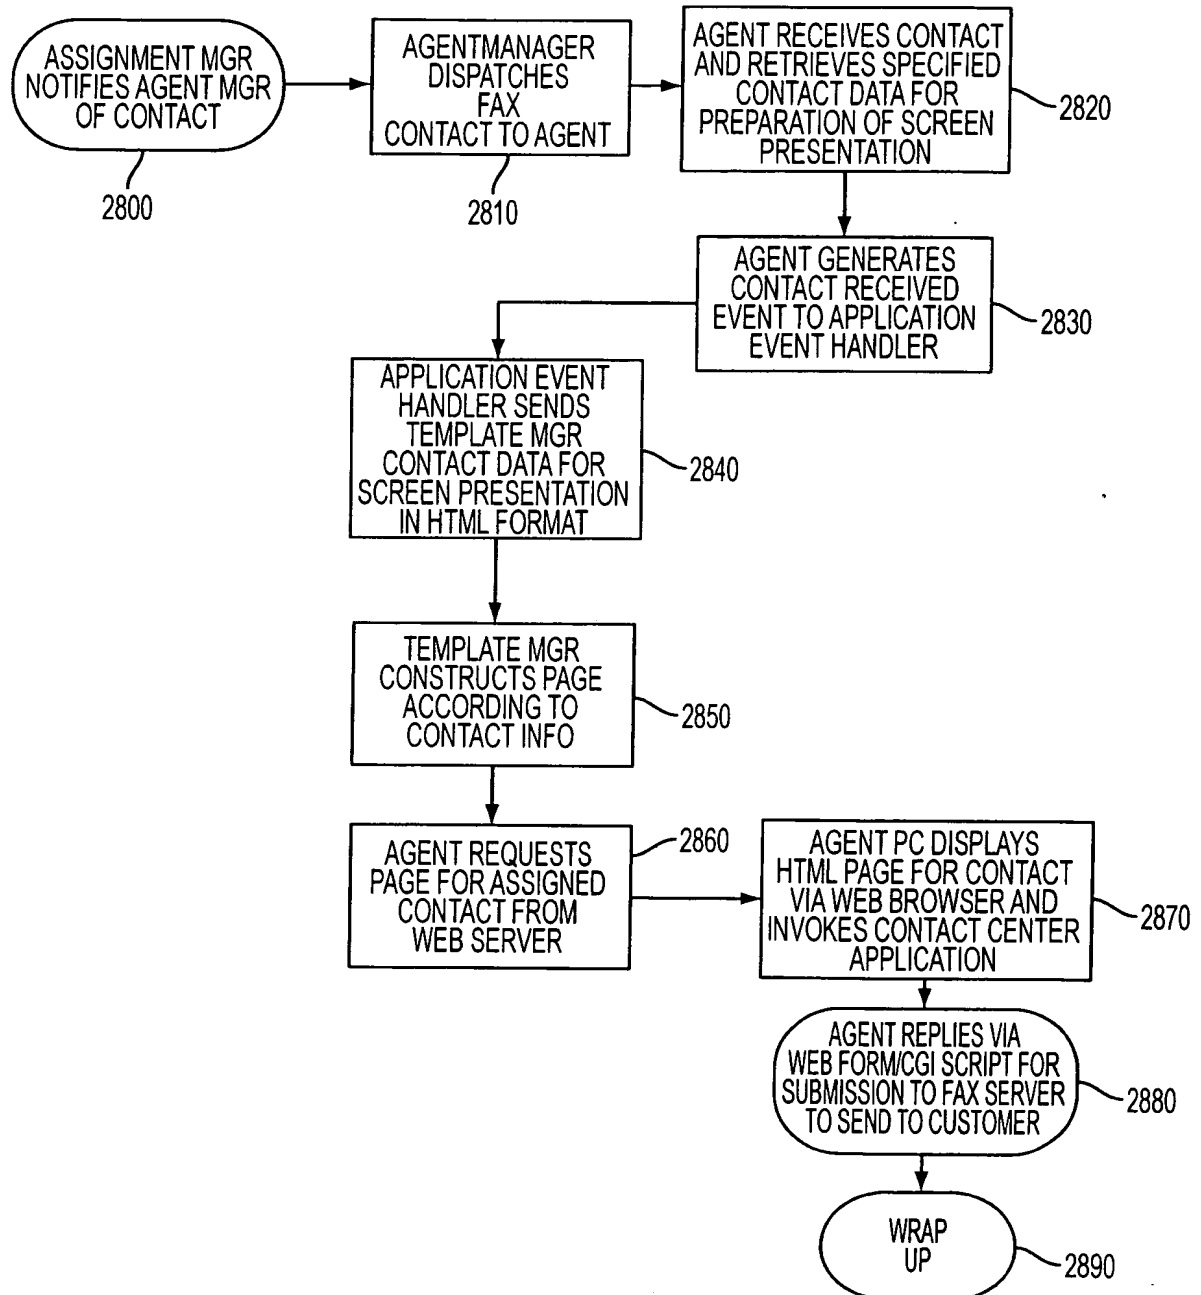 ASSIGNMENT MGR
NOTIFIES AGENT MGR
OF CONTACT
2800
AGENTMANAGER
DISPATCHES
FAX
CONTACT TO AGENT
2810
AGENT RECEIVES CONTACT
AND RETRIEVES SPECIFIED
CONTACT DATA FOR
PREPARATION OF SCREEN
PRESENTATION
2820
AGENT GENERATES
CONTACT RECEIVED
EVENT TO APPLICATION
EVENT HANDLER
2830
APPLICATION EVENT
HANDLER SENDS
TEMPLATE MGR
CONTACT DATA FOR
SCREEN PRESENTATION
IN HTML FORMAT
2840
TEMPLATE MGR
CONSTRUCTS PAGE
ACCORDING TO
CONTACT INFO
2850
AGENT REQUESTS
PAGE FOR ASSIGNED
CONTACT FROM
WEB SERVER
2860
AGENT PC DISPLAYS
HTML PAGE FOR CONTACT
VIA WEB BROWSER AND
INVOKES CONTACT CENTER
APPLICATION
2870
AGENT REPLIES VIA
WEB FORM/CGI SCRIPT FOR
SUBMISSION TO FAX SERVER
TO SEND TO CUSTOMER
2880
WRAP
UP
2890